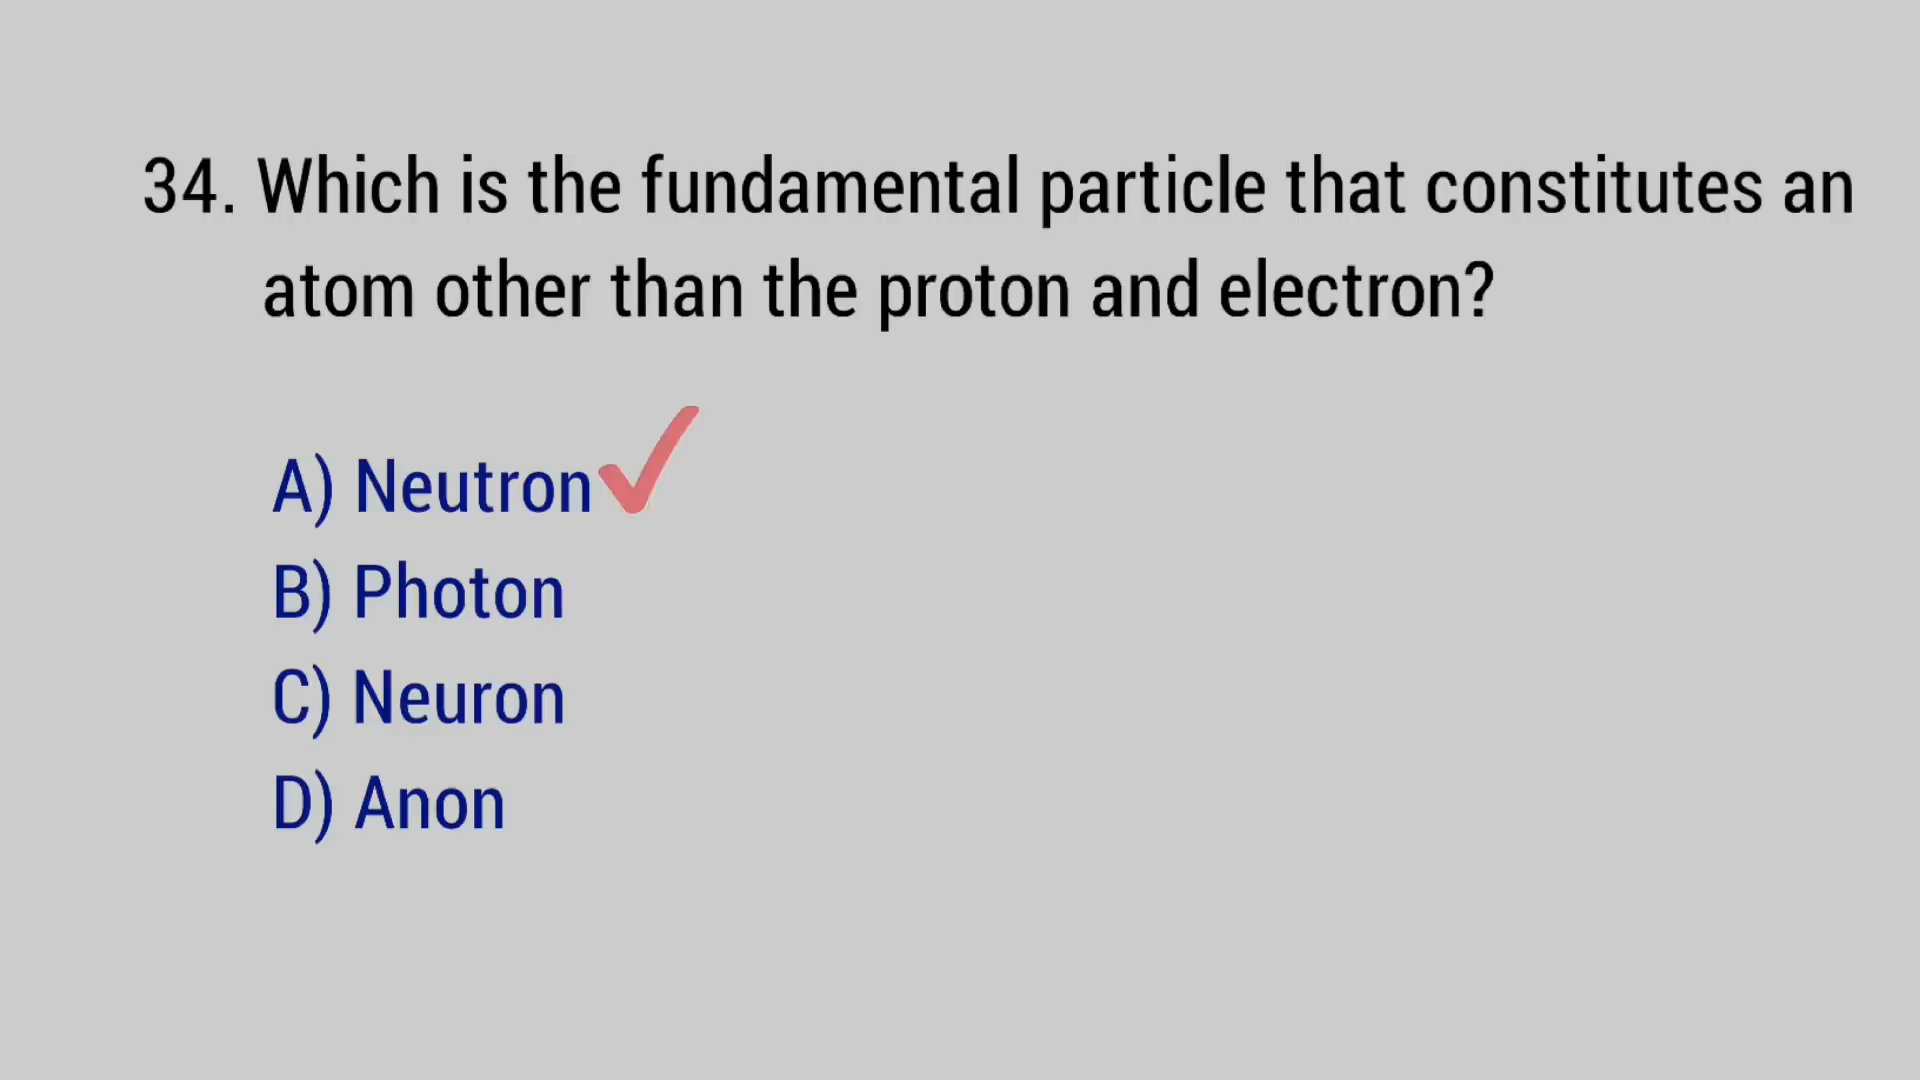 34. Which is the fundamental particle that constitutes an
atom other than the proton and electron?
A) Neutron
B) Photon
C) Neuron
D) Anon